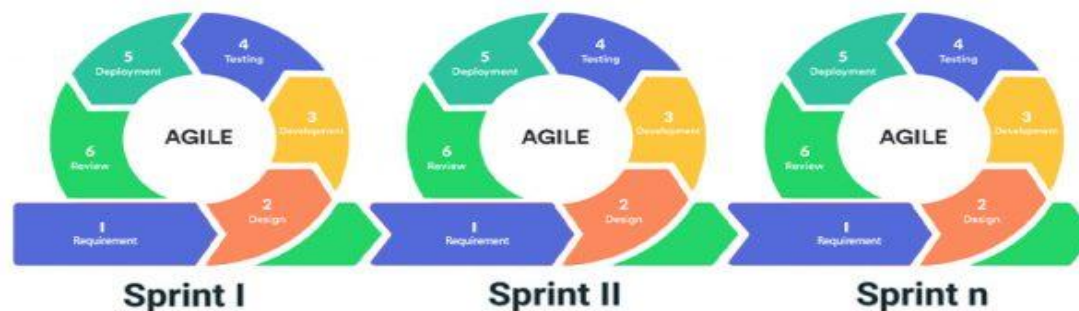 5
Deployment
4
Testing
AGILE
3
Development
6
Review
2
Design
1
Requirement
Sprint I
5
Deployment
4
Testing
AGILE
3
Development
6
Review
2
Design
1
Requirement
Sprint II
5
Deployment
4
Testing
AGILE
3
Development
6
Review
2
Design
1
Requirement
Sprint n